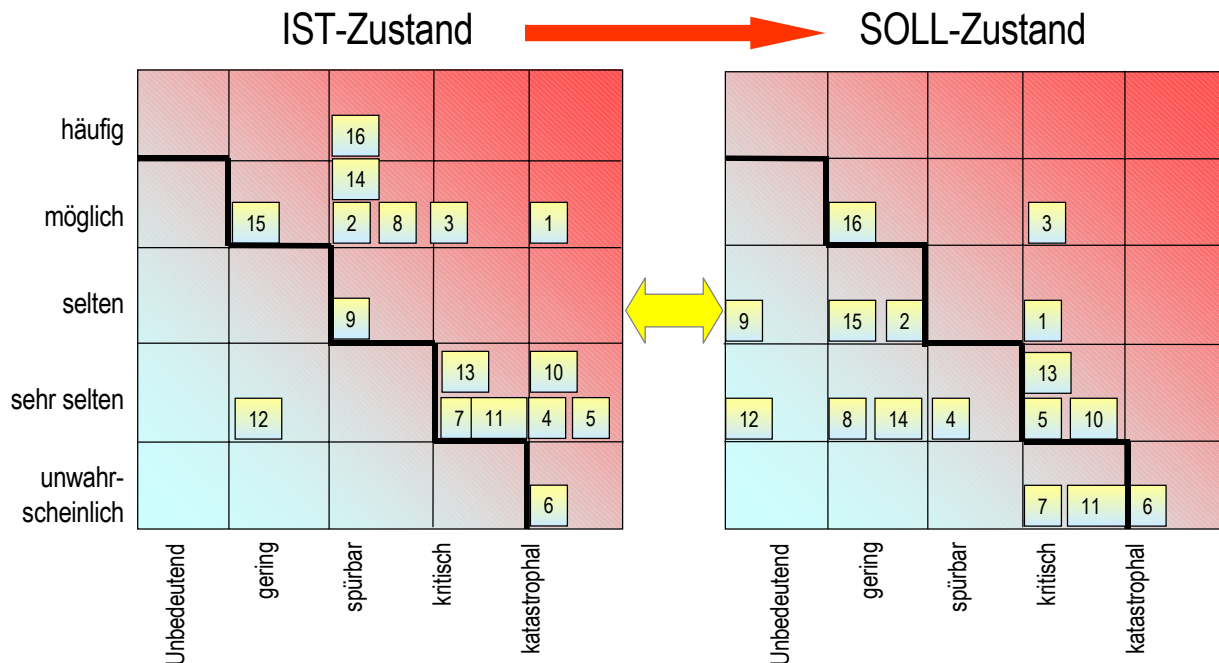 IST-Zustand
SOLL-Zustand
häufig
möglich
selten
sehr selten
unwahr-
scheinlich
16
14
15
2
8
3
1
9
13
10
12
7
11
4
5
6
Unbedeutend
gering
spürbar
kritisch
katastrophal
16
3
9
15
2
1
13
12
8
14
4
5
10
7
11
6
Unbedeutend
gering
spürbar
kritisch
katastrophal